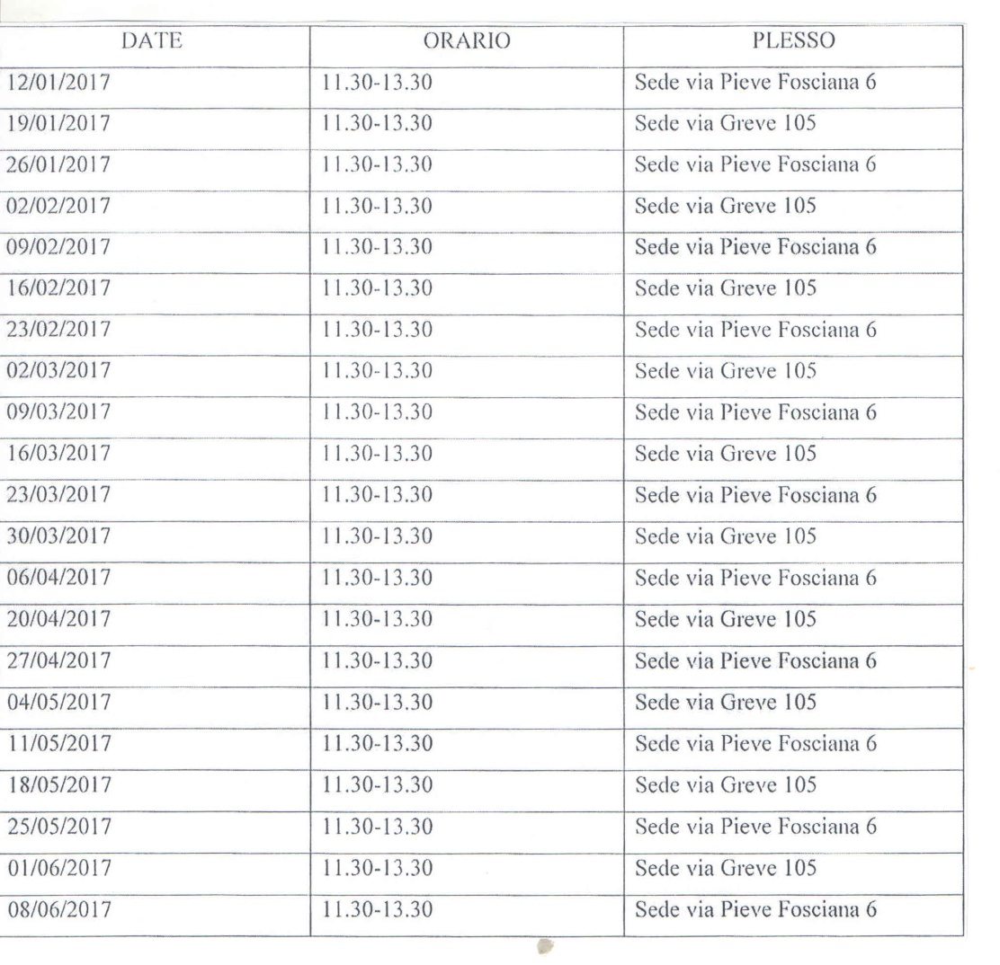 DATE ORARIO PLESSO
12/01/2017 11.30-13.30 Sede via Pieve Fosciana 6
19/01/2017 11.30-13.30 Sede via Greve 105
26/01/2017 11.30-13.30 Sede via Pieve Fosciana 6
02/02/2017 11.30-13.30 Sede via Greve 105
09/02/2017 11.30-13.30 Sede via Pieve Fosciana 6
16/02/2017 11.30-13.30 Sede via Greve 105
23/02/2017 11.30-13.30 Sede via Pieve Fosciana 6
02/03/2017 11.30-13.30 Sede via Greve 105
09/03/2017 11.30-13.30 Sede via Pieve Fosciana 6
16/03/2017 11.30-13.30 Sede via Greve 105
23/03/2017 11.30-13.30 Sede via Pieve Fosciana 6
30/03/2017 11.30-13.30 Sede via Greve 105
06/04/2017 11.30-13.30 Sede via Pieve Fosciana 6
20/04/2017 11.30-13.30 Sede via Greve 105
27/04/2017 11.30-13.30 Sede via Pieve Fosciana 6
04/05/2017 11.30-13.30 Sede via Greve 105
11/05/2017 11.30-13.30 Sede via Pieve Fosciana 6
18/05/2017 11.30-13.30 Sede via Greve 105
25/05/2017 11.30-13.30 Sede via Pieve Fosciana 6
01/06/2017 11.30-13.30 Sede via Greve 105
08/06/2017 11.30-13.30 Sede via Pieve Fosciana 6